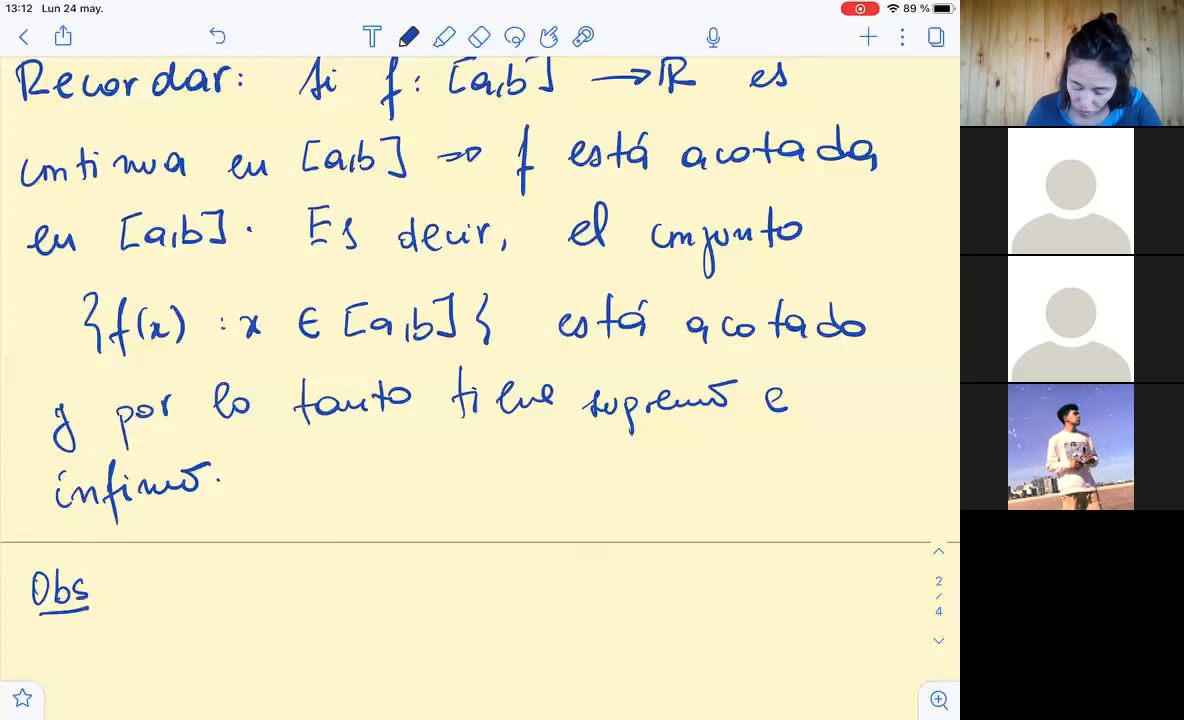 13:12 Lun 24 may.
89 %
Recordar: Si f: [a,b] → ℝ es
continua en [a,b] ⇒ f está acotada
en [a,b]. Es decir, el conjunto
{f(x) : x ∈ [a,b]} está acotado
y por lo tanto tiene supremo e
ínfimo.
Obs
2
/
4